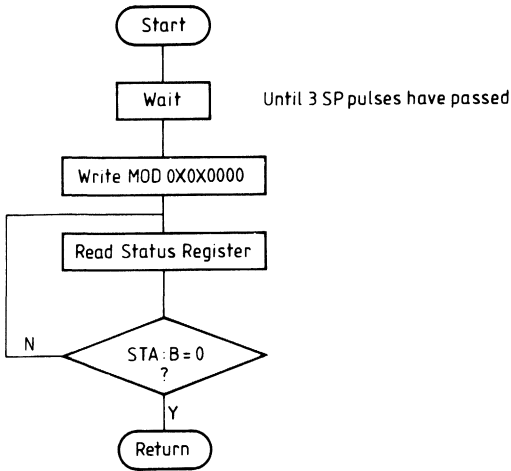 Start
Wait
Until 3 SP pulses have passed
Write MOD 0X0X0000
Read Status Register
N
STA:B=0
?
Y
Return